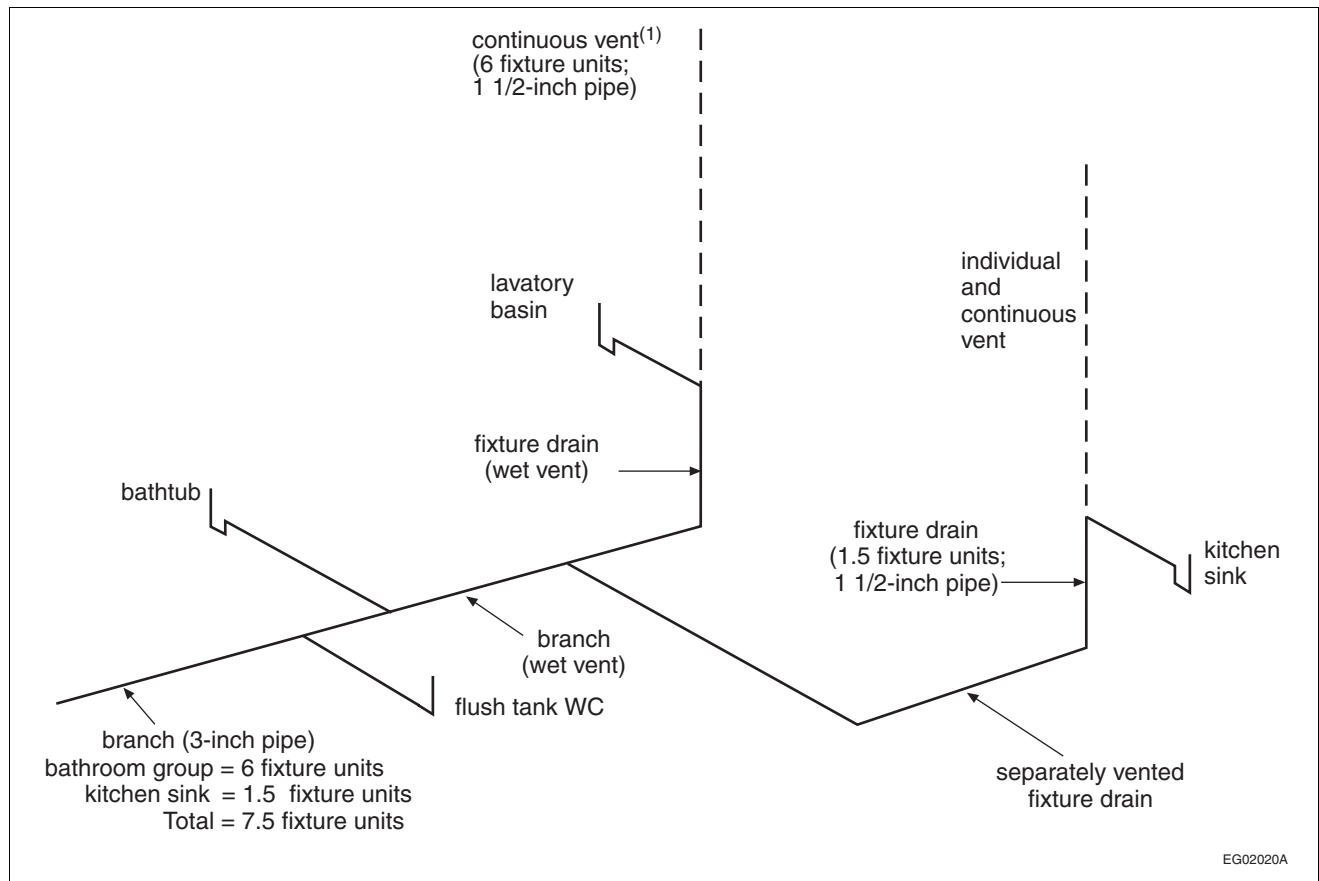 continuous vent(1)
(6 fixture units;
1 1/2-inch pipe)
individual
and
continuous
vent
lavatory
basin
fixture drain
(wet vent)
bathtub
fixture drain
(1.5 fixture units;
1 1/2-inch pipe)
kitchen
sink
branch
(wet vent)
flush tank WC
branch (3-inch pipe)
bathroom group = 6 fixture units
kitchen sink = 1.5 fixture units
Total = 7.5 fixture units
separately vented
fixture drain
EG02020A